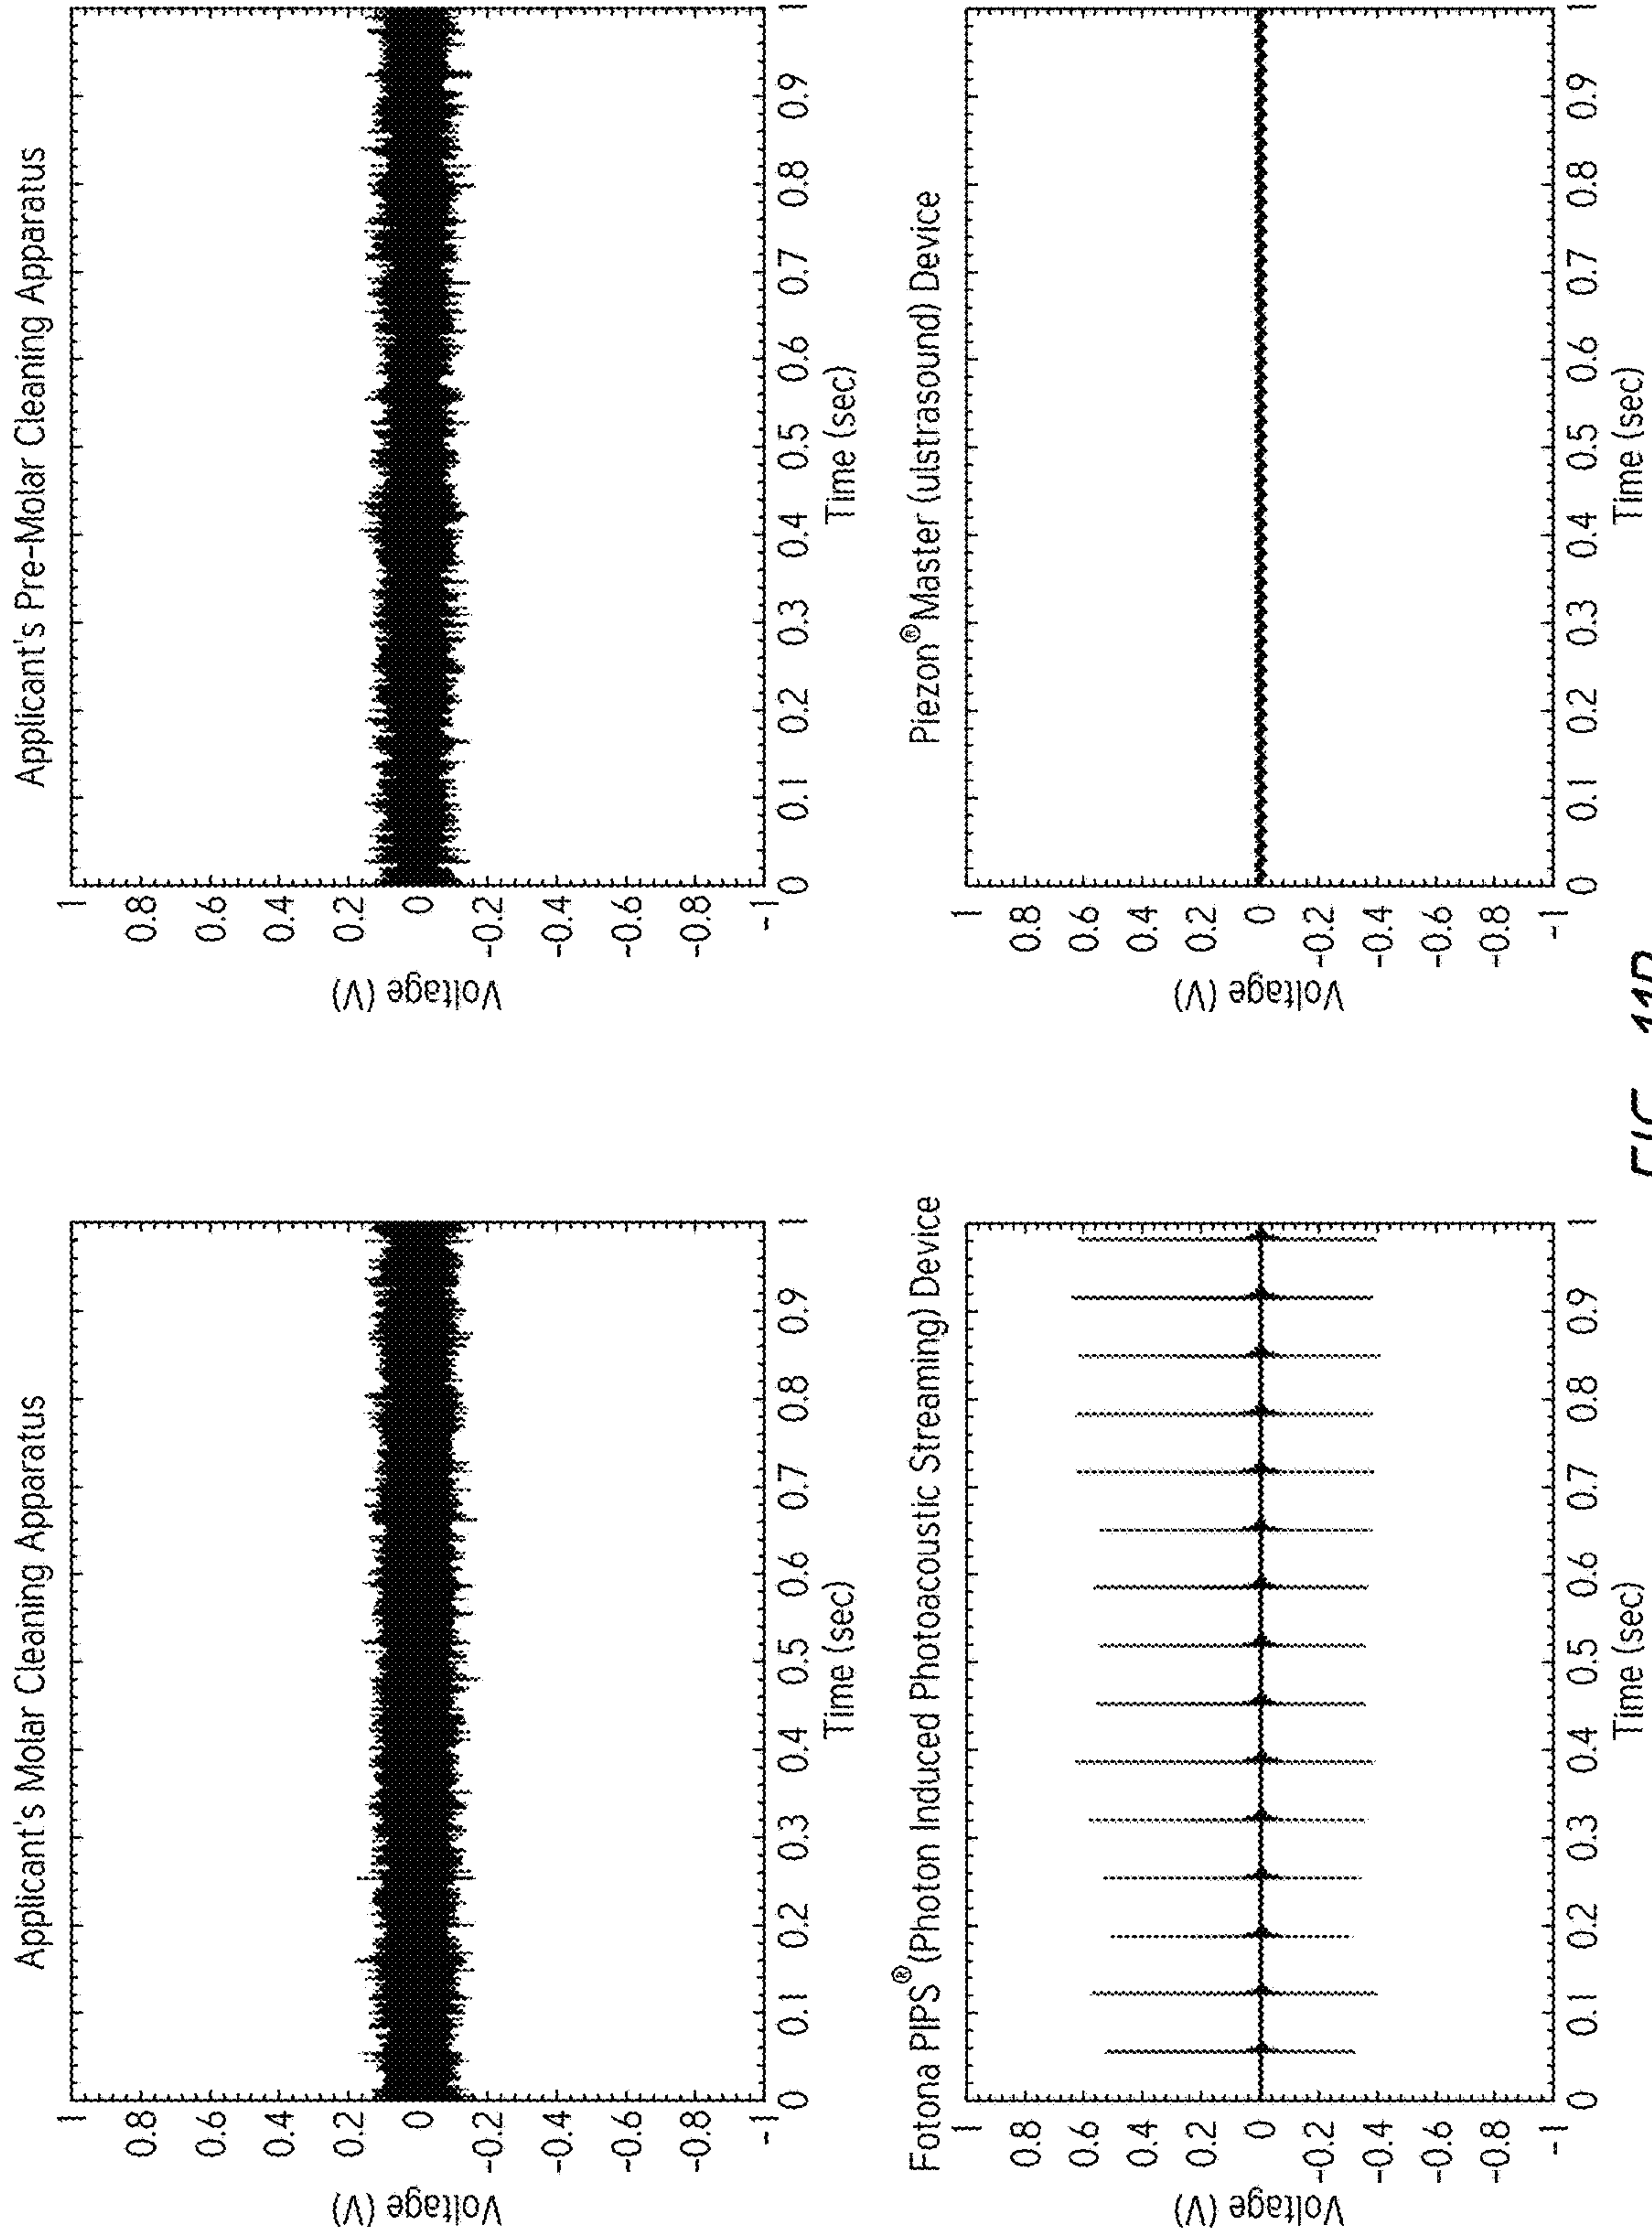 Applicant's Molar Cleaning Apparatus
Voltage (V)
1
0.8
0.6
0.4
0.2
0
-0.2
-0.4
-0.6
-0.8
-1
0 0.1 0.2 0.3 0.4 0.5 0.6 0.7 0.8 0.9 1
Time (sec)
Applicant's Pre-Molar Cleaning Apparatus
Voltage (V)
1
0.8
0.6
0.4
0.2
0
-0.2
-0.4
-0.6
-0.8
-1
0 0.1 0.2 0.3 0.4 0.5 0.6 0.7 0.8 0.9 1
Time (sec)
Fotona PIPS® (Photon Induced Photoacoustic Streaming) Device
Voltage (V)
1
0.8
0.6
0.4
0.2
0
-0.2
-0.4
-0.6
-0.8
-1
0 0.1 0.2 0.3 0.4 0.5 0.6 0.7 0.8 0.9 1
Time (sec)
Piezon® Master (ulstrasound) Device
Voltage (V)
1
0.8
0.6
0.4
0.2
0
-0.2
-0.4
-0.6
-0.8
-1
0 0.1 0.2 0.3 0.4 0.5 0.6 0.7 0.8 0.9 1
Time (sec)